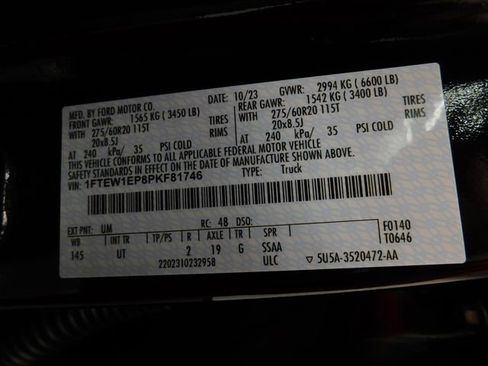 MFD. BY FORD MOTOR CO. DATE: 10/23 GVWR: 2994 KG ( 6600 LB)
FRONT GAWR: 1565 KG ( 3450 LB) REAR GAWR: 1542 KG ( 3400 LB)
WITH 275/60R20 115T TIRES WITH 275/60R20 115T TIRES
20x8.5J RIMS 20x8.5J RIMS
AT 240 kPa/ 35 PSI COLD AT 240 kPa/ 35 PSI COLD
THIS VEHICLE CONFORMS TO ALL APPLICABLE FEDERAL MOTOR VEHICLE
SAFETY STANDARDS IN EFFECT ON THE DATE OF MANUFACTURE SHOWN ABOVE.
VIN: 1FTEW1EP8PKF81746 TYPE: Truck
F0140
T0646
EXT PNT: UM RC: 48 DSO:
WB INT TR TP/PS R AXLE TR SPR
145 UT 2 19 G SSAA
2202310232958 ULC ▽ 5U5A-3520472-AA